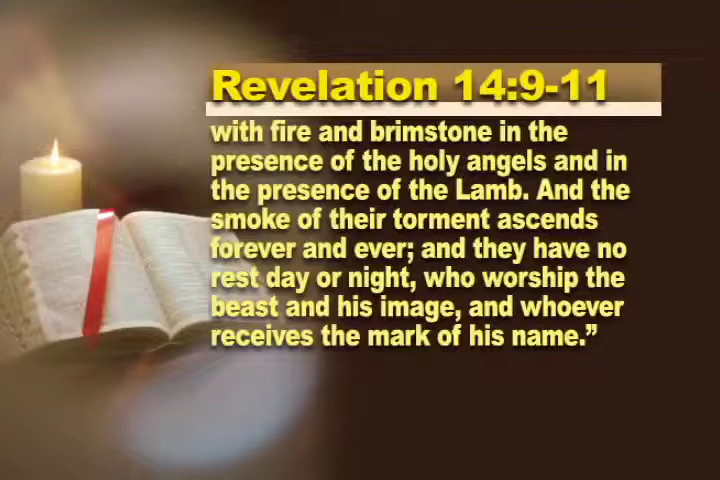 Revelation 14:9-11
with fire and brimstone in the
presence of the holy angels and in
the presence of the Lamb. And the
smoke of their torment ascends
forever and ever; and they have no
rest day or night, who worship the
beast and his image, and whoever
receives the mark of his name.”